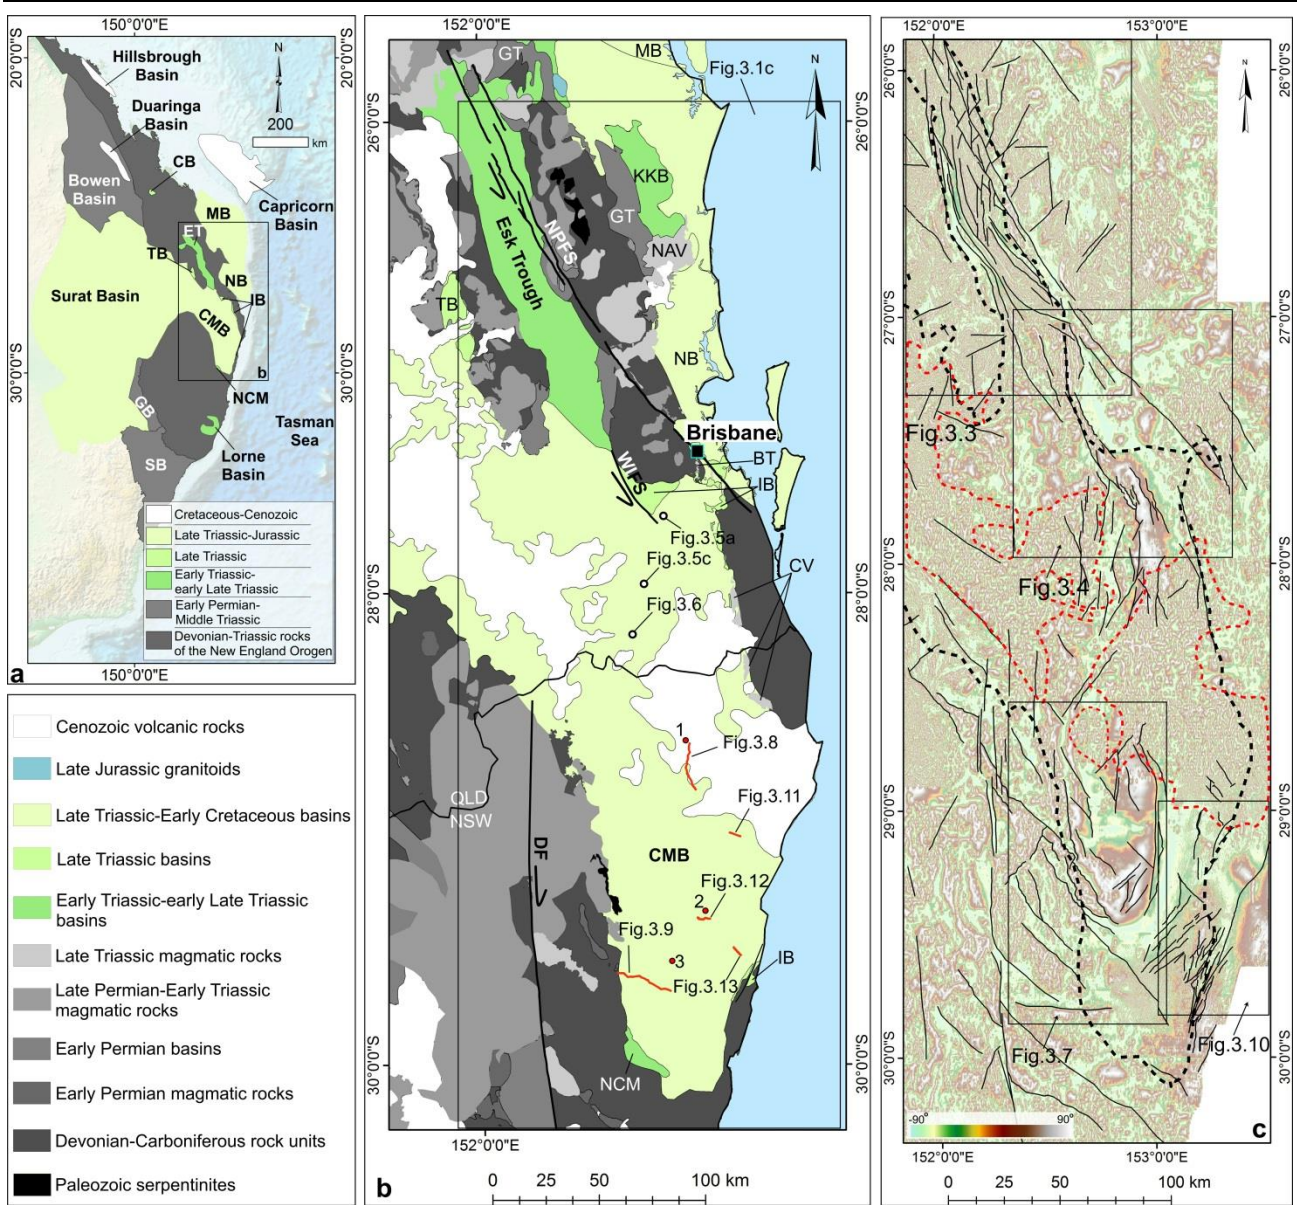 150°0'0"E
20°0'0"S
20°0'0"S
Hillsbrough
Basin
N
Duaringa
Basin
200
km
CB
Bowen
Basin
Capricorn
Basin
MB
ET
TB
NB
IB
Surat Basin
CMB
30°0'0"S
30°0'0"S
b
NCM
GB
Tasman
Sea
Lorne
Basin
SB
Cretaceous-Cenozoic
Late Triassic-Jurassic
Late Triassic
Early Triassic-
early Late Triassic
Early Permian-
Middle Triassic
Devonian-Triassic rocks
of the New England Orogen
a
150°0'0"E
Cenozoic volcanic rocks
Late Jurassic granitoids
Late Triassic-Early Cretaceous basins
Late Triassic basins
Early Triassic-early Late Triassic
basins
Late Triassic magmatic rocks
Late Permian-Early Triassic
magmatic rocks
Early Permian basins
Early Permian magmatic rocks
Devonian-Carboniferous rock units
Paleozoic serpentinites
152°0'0"E
GT
MB
Fig.3.1c
N
26°0'0"S
26°0'0"S
KKB
GT
NPFS
Esk Trough
NAV
TB
NB
Brisbane
BT
WIFS
IB
Fig.3.5a
Fig.3.5c
CV
Fig.3.6
28°0'0"S
28°0'0"S
1
Fig.3.8
QLD
NSW
Fig.3.11
DF
CMB
Fig.3.12
2
Fig.3.9
3
IB
Fig.3.13
NCM
30°0'0"S
30°0'0"S
152°0'0"E
b
0 25 50 100 km
152°0'0"E
153°0'0"E
N
26°0'0"S
26°0'0"S
27°0'0"S
27°0'0"S
Fig.3.3
28°0'0"S
28°0'0"S
Fig.3.4
29°0'0"S
29°0'0"S
Fig.3.7
Fig.3.10
30°0'0"S
30°0'0"S
-90°
90°
c
152°0'0"E
153°0'0"E
0 25 50 100 km